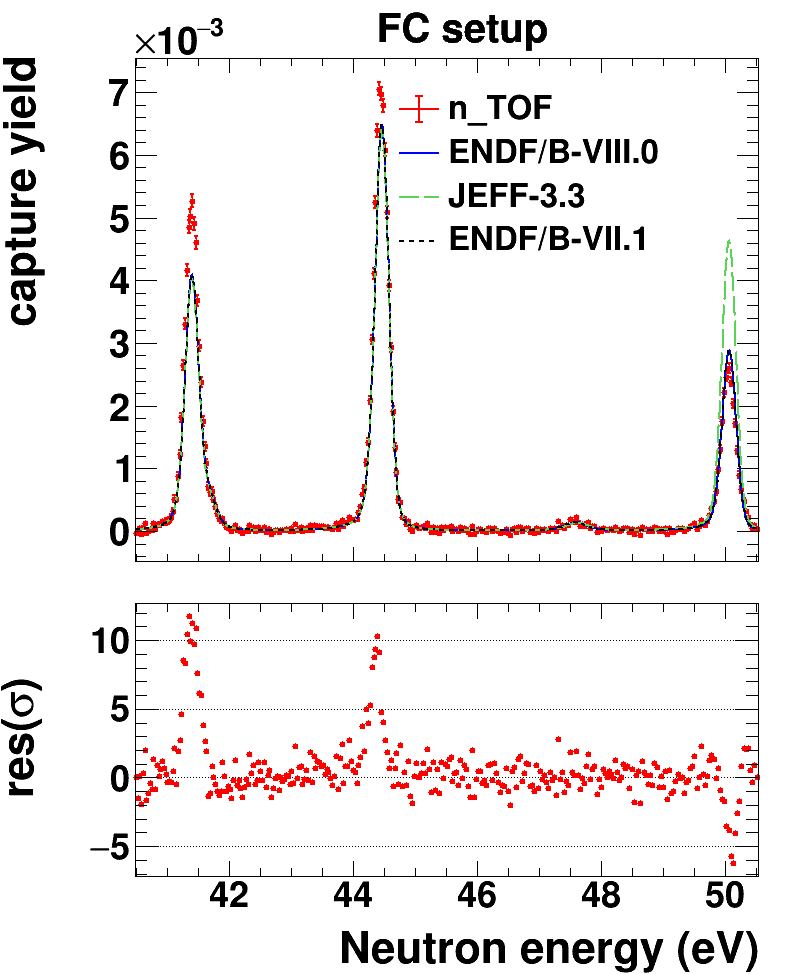 FC setup
×10⁻³
capture yield
7
6
5
4
3
2
1
0
n_TOF
ENDF/B-VIII.0
JEFF-3.3
ENDF/B-VII.1
res(σ)
10
5
0
−5
42 44 46 48 50
Neutron energy (eV)